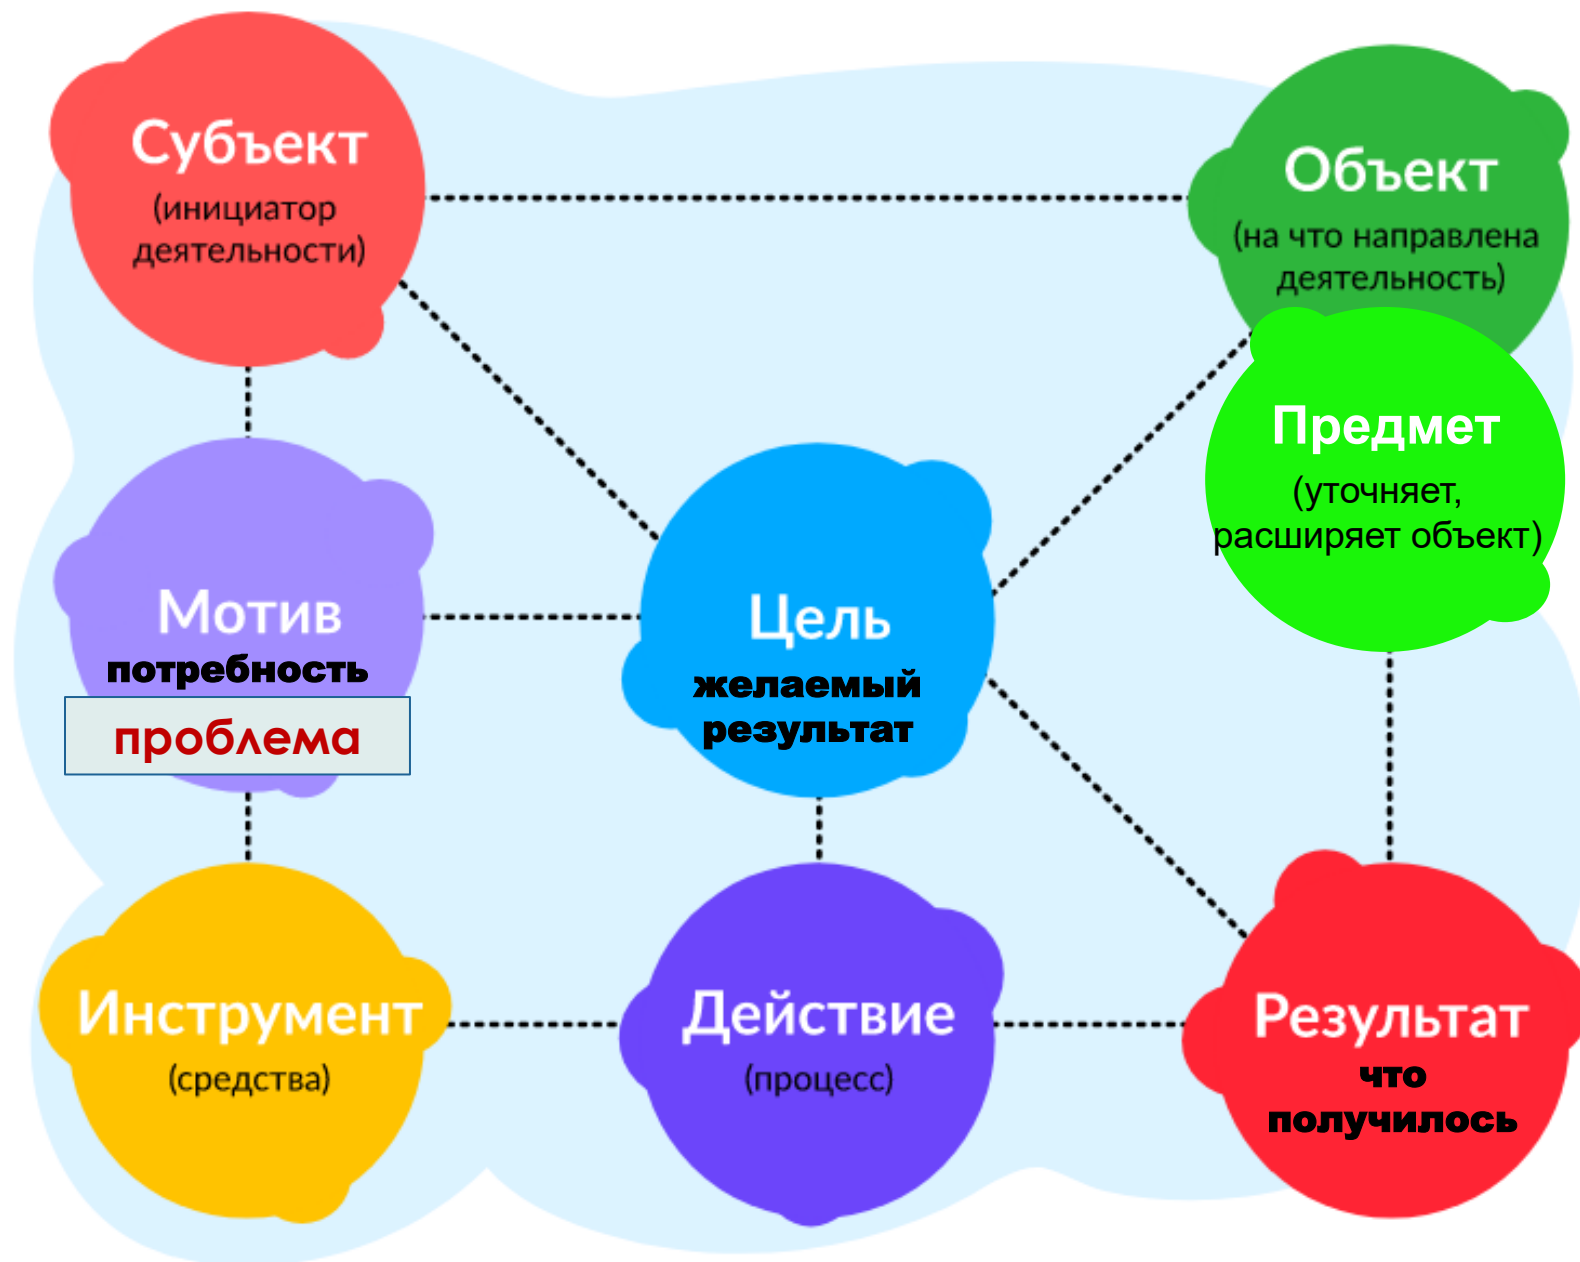 Субъект
(инициатор
деятельности)
Объект
(на что направлена
деятельность)
Предмет
(уточняет,
расширяет объект)
Мотив
потребность
проблема
Цель
желаемый
результат
Инструмент
(средства)
Действие
(процесс)
Результат
что
получилось